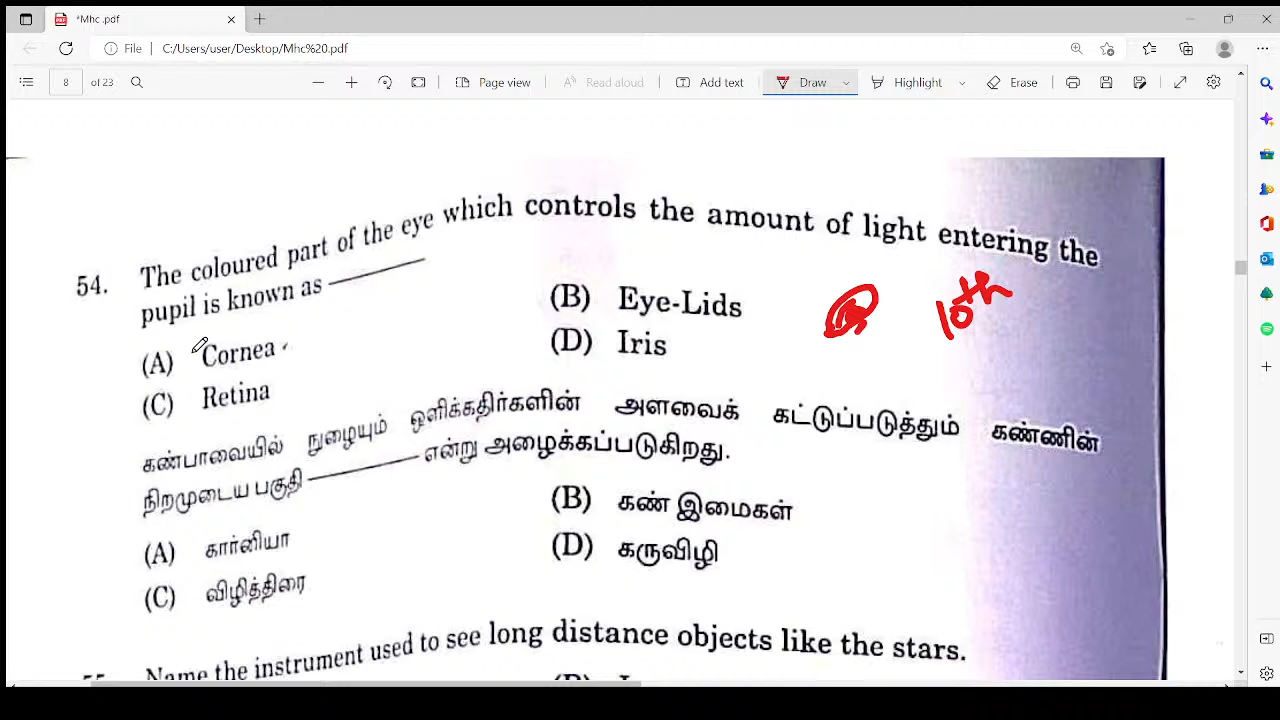 *Mhc .pdf
File | C:/Users/user/Desktop/Mhc%20.pdf
8 of 23 Page view Read aloud Add text Draw Highlight Erase
54. The coloured part of the eye which controls the amount of light entering the
pupil is known as
(A) Cornea (B) Eye-Lids
(C) Retina (D) Iris
10th
கண்பாவையில் நுழையும் ஒளிக்கதிர்களின் அளவைக் கட்டுப்படுத்தும் கண்ணின்
நிறமுடைய பகுதி ————— என்று அழைக்கப்படுகிறது.
(A) கார்னியா (B) கண் இமைகள்
(C) விழித்திரை (D) கருவிழி
55. Name the instrument used to see long distance objects like the stars.